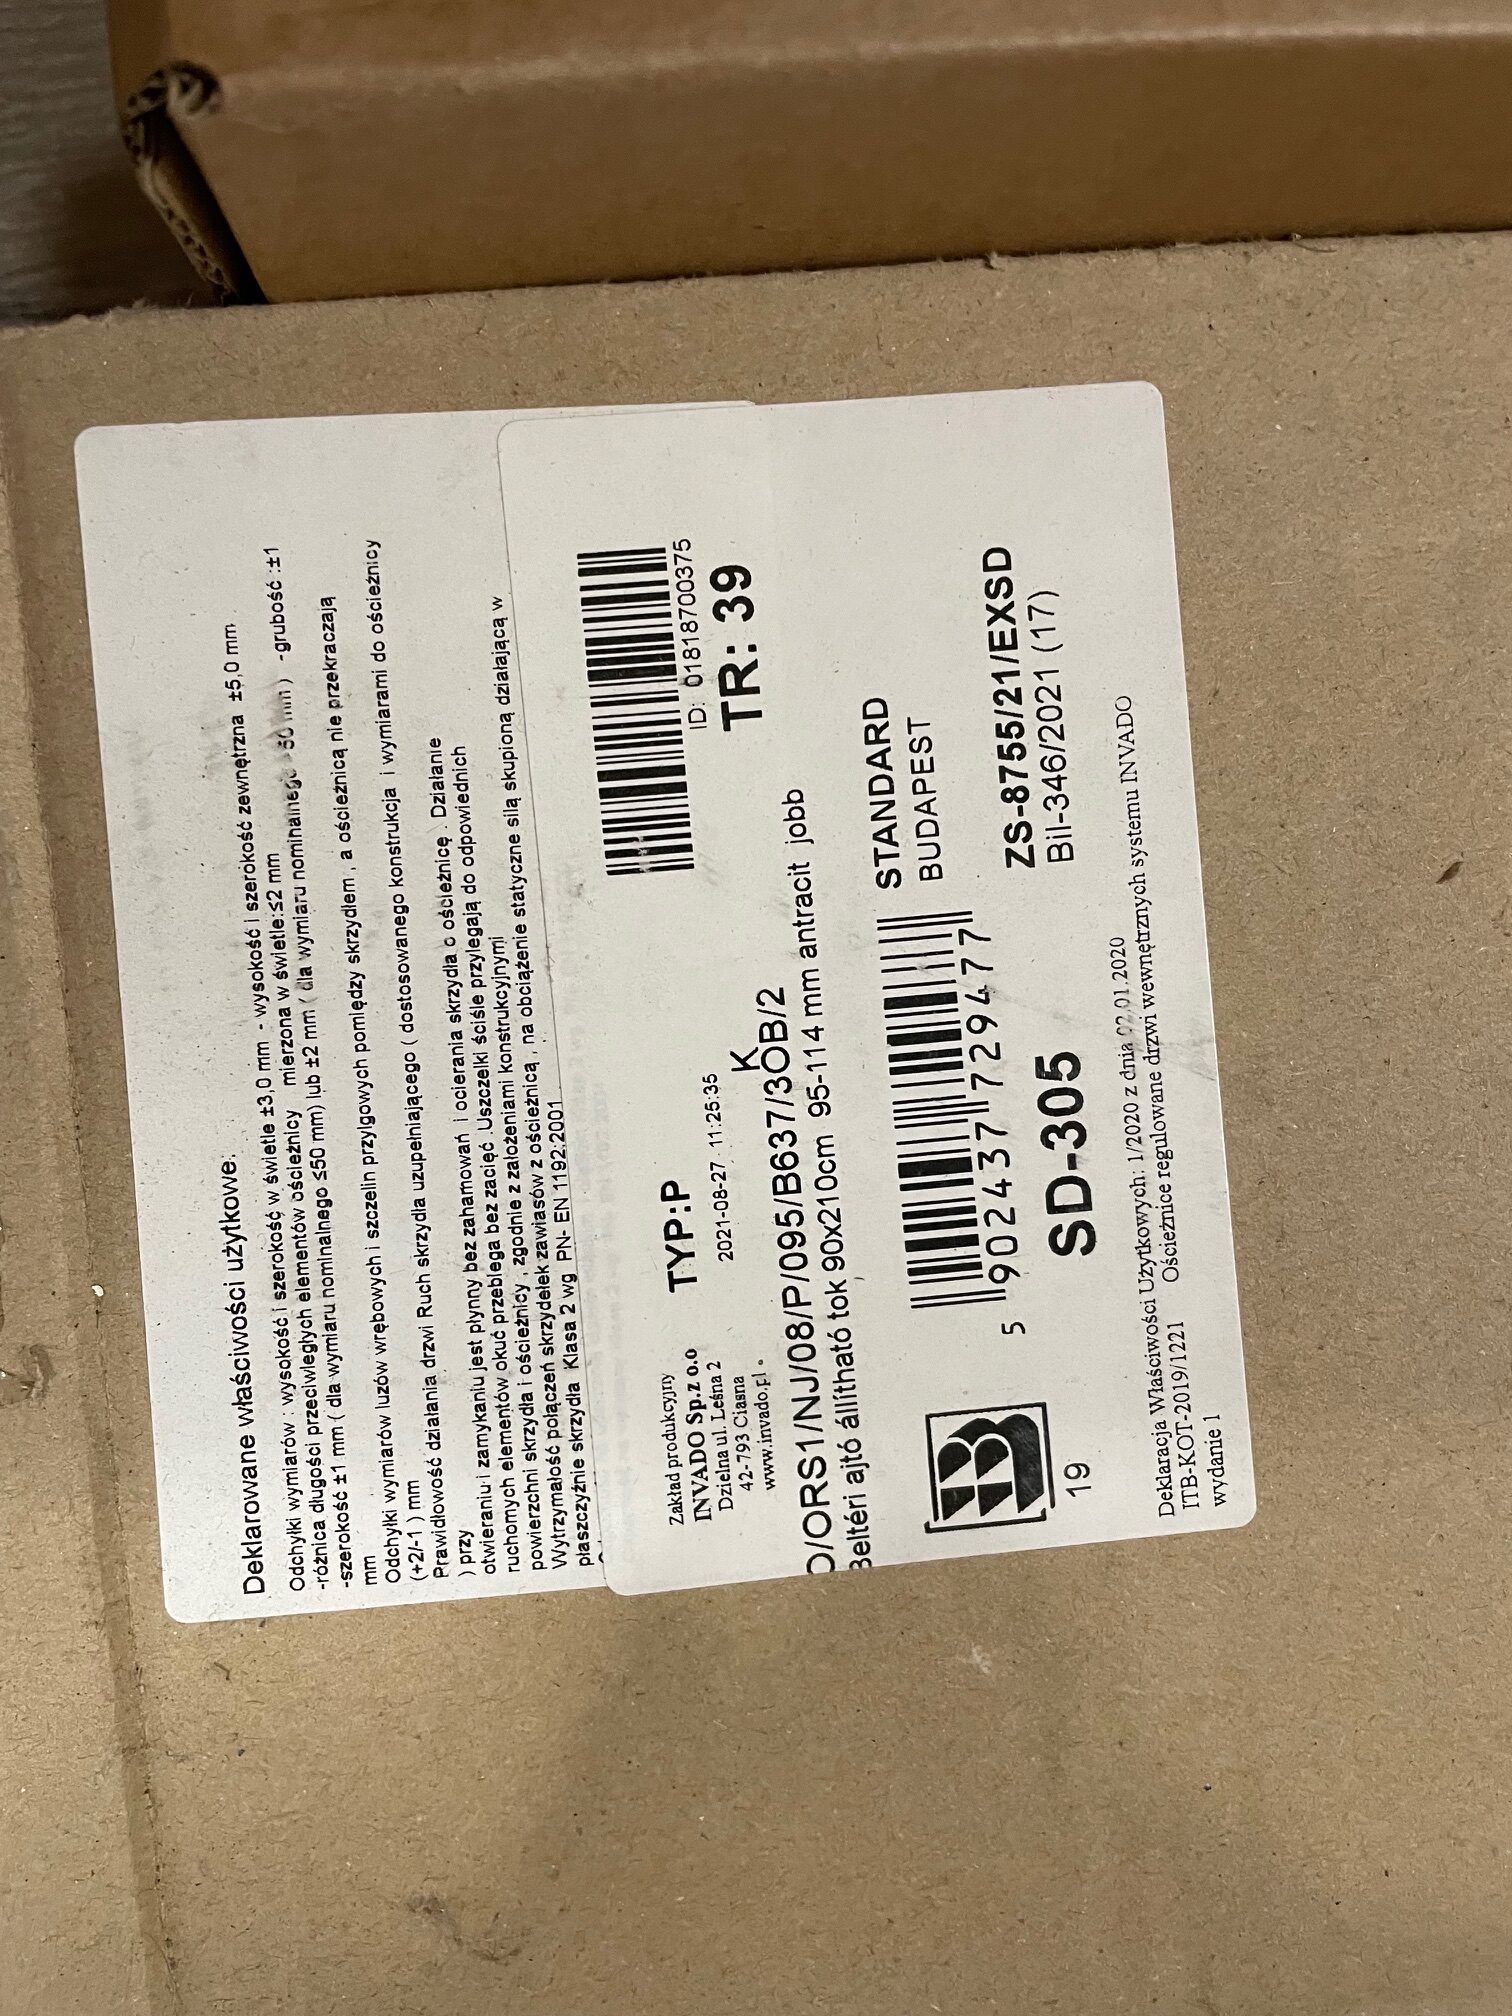 Deklarowane właściwości użytkowe:
Odchyłki wymiarów : wysokość i szerokość w świetle ±3,0 mm - wysokość i szerokość zewnętrzna ±5,0 mm
-różnica długości przeciwległych elementów ościeżnicy mierzona w świetle:≤2 mm
-szerokość ±1 mm ( dla wymiaru nominalnego ≤50 mm) lub ±2 mm ( dla wymiaru nominalnego 50 mm ) -grubość :±1
mm
Odchyłki wymiarów luzów wrębowych i szczelin przylgowych pomiędzy skrzydłem , a ościeżnicą nie przekraczają
(+2/-1 ) mm
Prawidłowość działania drzwi Ruch skrzydła uzupełniającego ( dostosowanego konstrukcja i wymiarami do ościeżnicy
) przy
otwieraniu i zamykaniu jest płynny bez zahamowań i ocierania skrzydła o ościeżnicę . Działanie
ruchomych elementów okuć przebiega bez zacięć .Uszczelki ściśle przylegają do odpowiednich
powierzchni skrzydła i ościeżnicy , zgodnie z założeniami konstrukcyjnymi
Wytrzymałość połączeń skrzydełek zawiasów z ościeżnicą , na obciążenie statyczne siłą skupioną działającą w
płaszczyźnie skrzydła Klasa 2 wg PN- EN 1192:2001
Zakład produkcyjny
INVADO Sp.z o.o
Dzielna ul. Leśna 2
42-793 Ciasna
www.invado.pl
TYP:P
2021-08-27 11:25:35
ID: 01818700375
TR: 39
K
O/ORS1/NJ/08/P/095/B637/3OB/2
Beltéri ajtó állítható tok 90x210cm 95-114 mm antracit jobb
5 902437 729477
STANDARD
BUDAPEST
19
SD-305
ZS-8755/21/EXSD
Bil-346/2021 (17)
Deklaracja Właściwości Użytkowych: 1/2020 z dnia 02.01.2020
ITB-KOT-2019/1221 Ościeżnice regulowane drzwi wewnętrznych systemu INVADO
wydanie 1